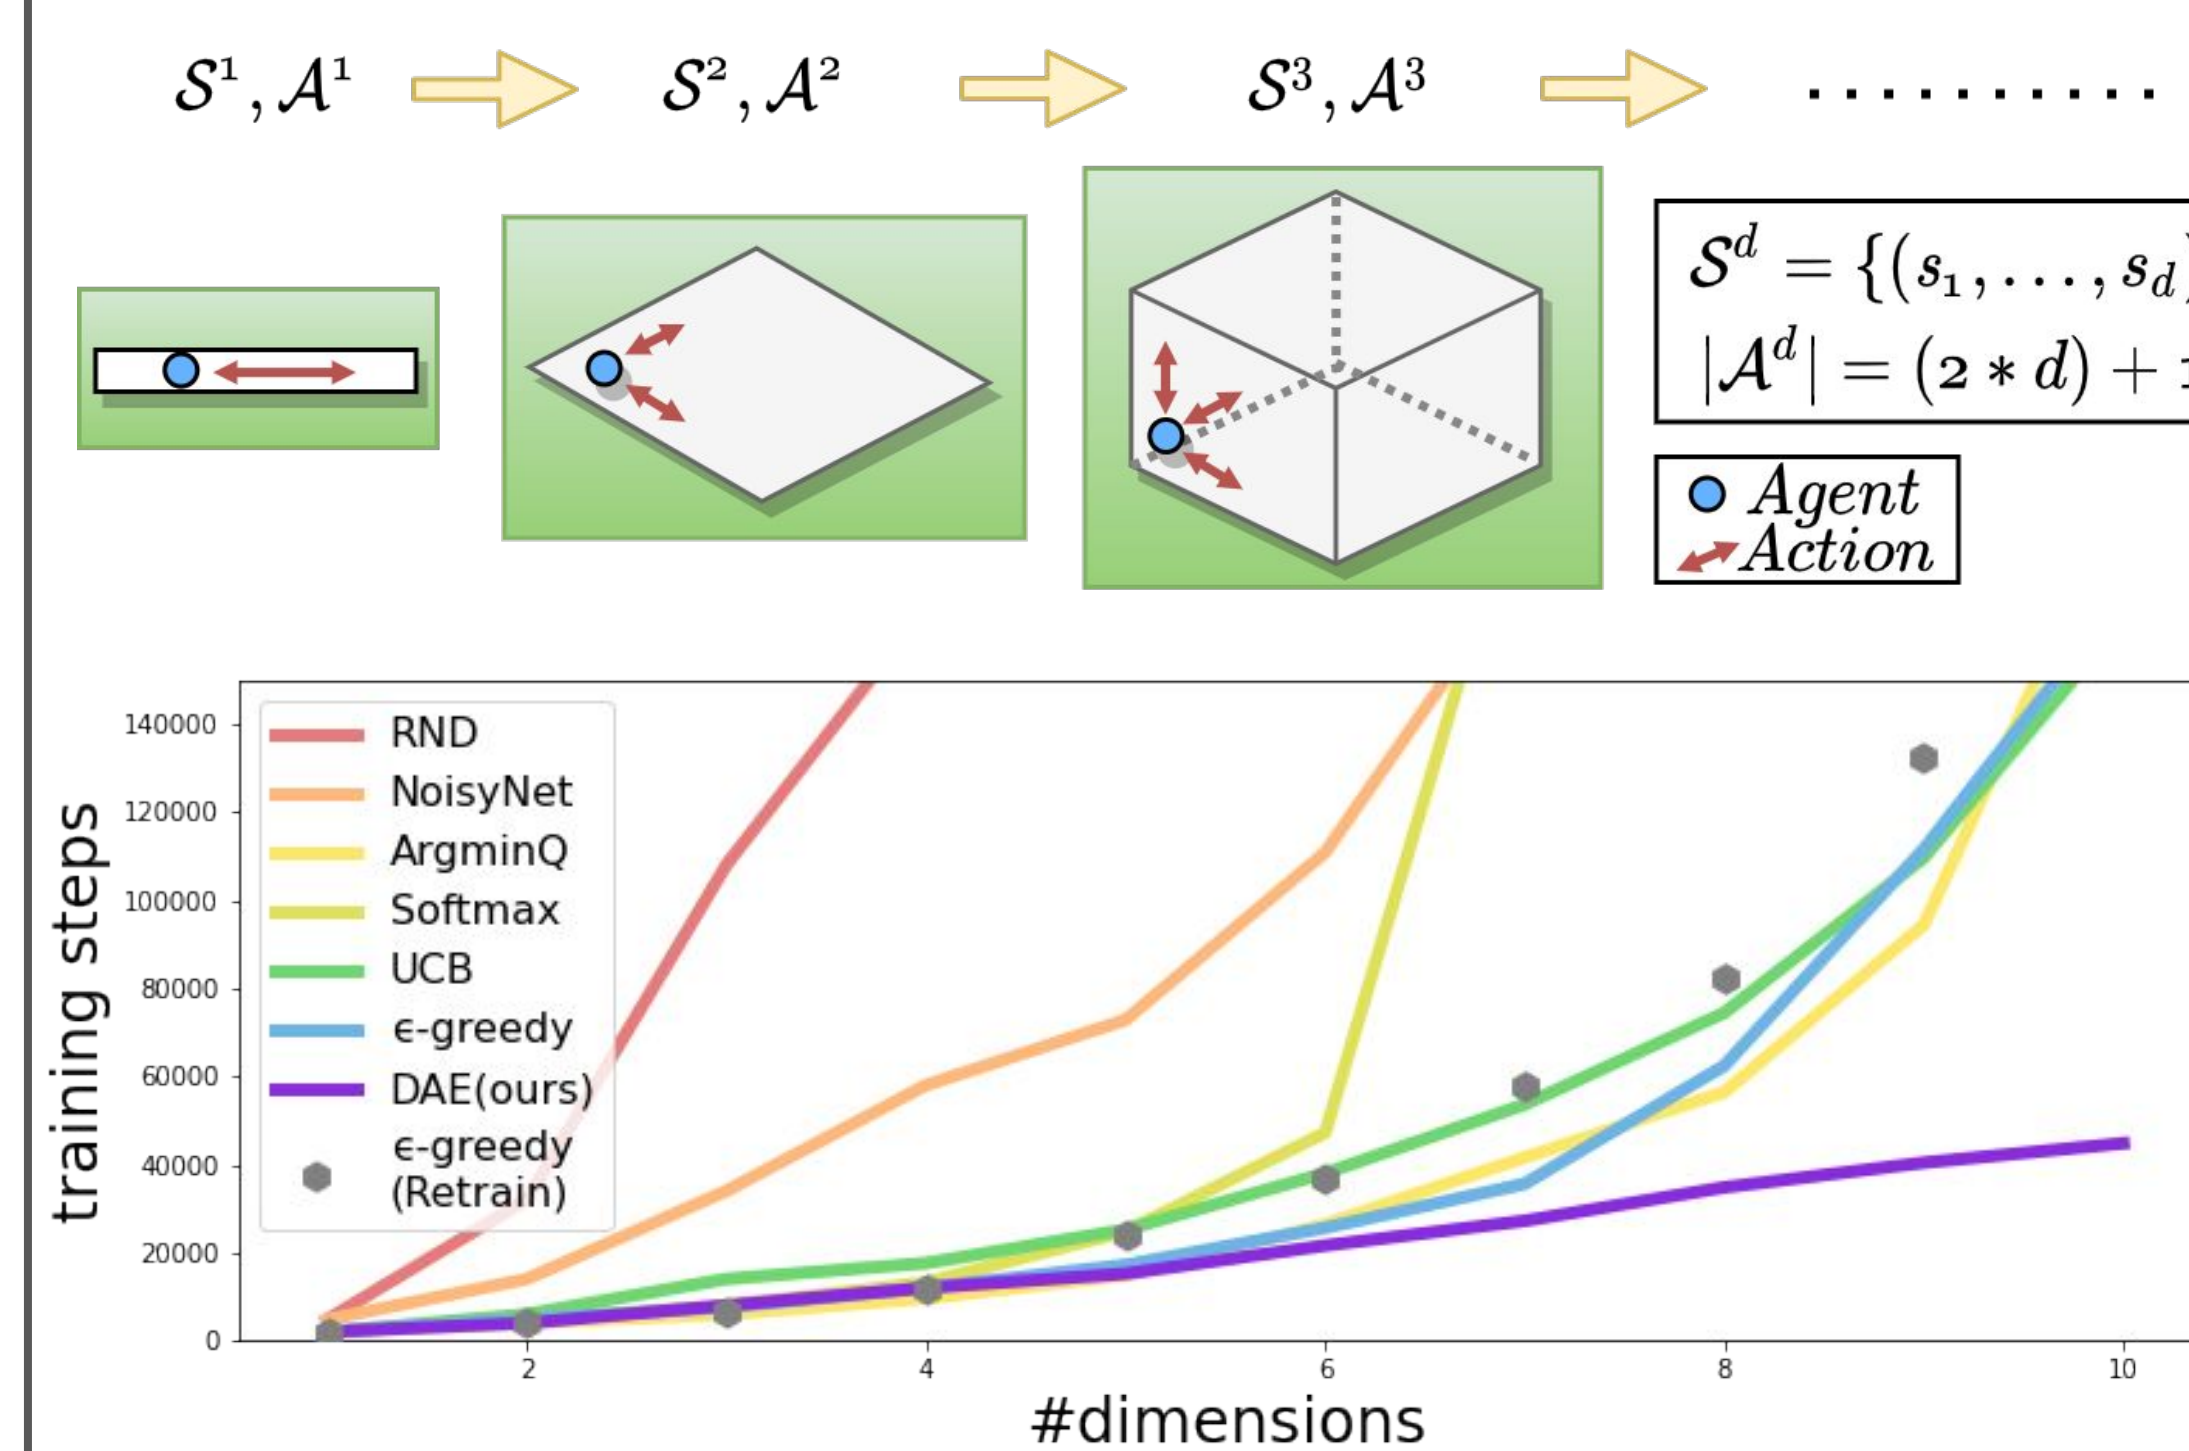 𝒮¹, 𝒜¹
𝒮², 𝒜²
𝒮³, 𝒜³
..........
𝒮ᵈ = {(s₁, ..., s_d)
|𝒜ᵈ| = (2 * d) + 1
Agent
Action
140000
120000
100000
80000
60000
40000
20000
0
training steps
RND
NoisyNet
ArgminQ
Softmax
UCB
ϵ-greedy
DAE(ours)
ϵ-greedy
(Retrain)
2
4
6
8
10
#dimensions